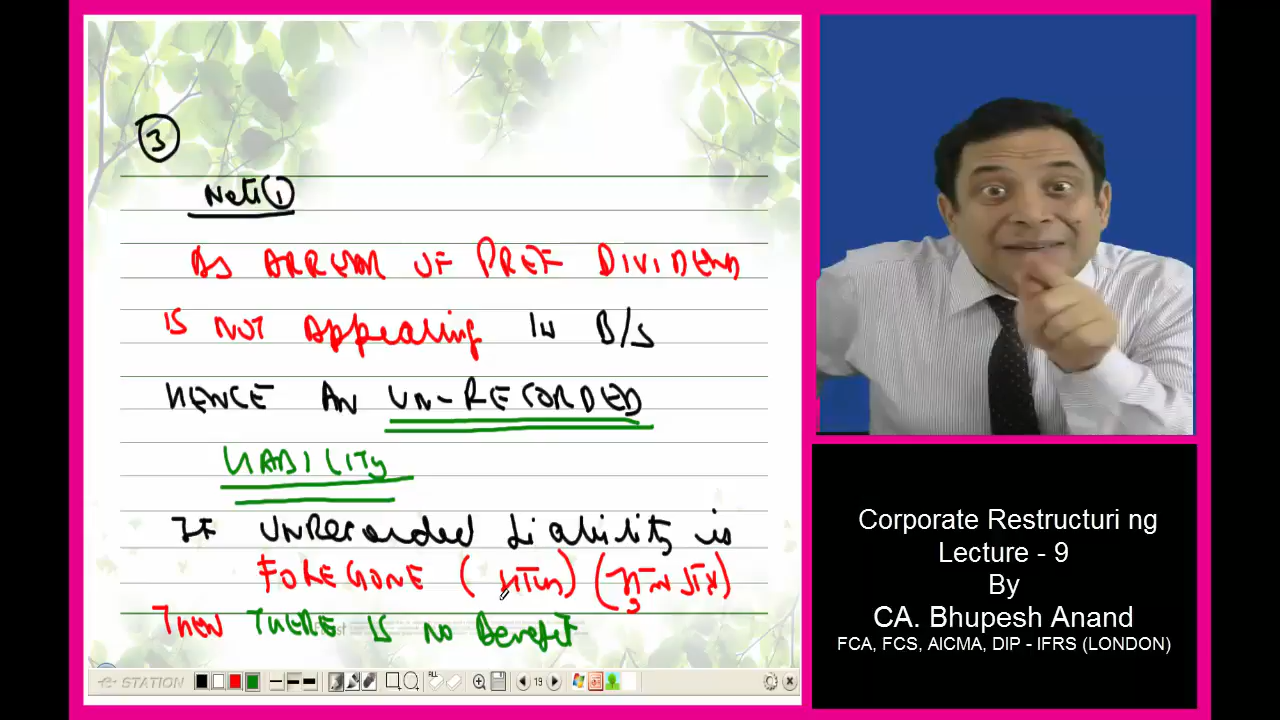 3
Note 1
AS ARREAR OF PREF DIVIDEND
IS NOT Appearing IN B/S
HENCE AN UN-RECORDED
LIABILITY
IF UNRecorded Liability is
FOREGONE
THEN THERE IS NO Benefit
e-STATION
19
Corporate Restructuri ng
Lecture - 9
By
CA. Bhupesh Anand
FCA, FCS, AICMA, DIP - IFRS (LONDON)